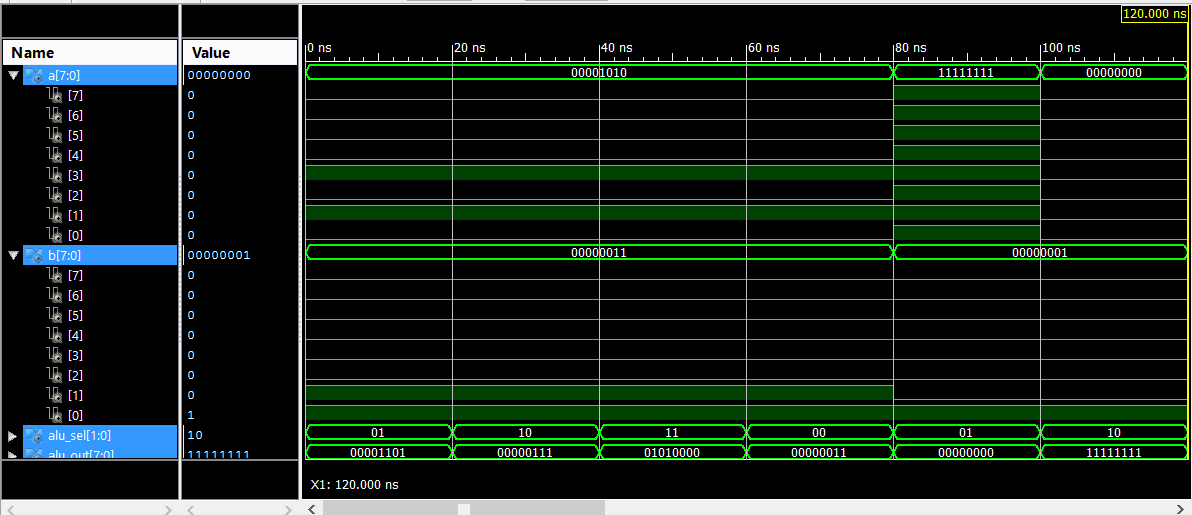 120.000 ns
Name Value 0 ns 20 ns 40 ns 60 ns 80 ns 100 ns
a[7:0] 00000000 00001010 11111111 00000000
[7] 0
[6] 0
[5] 0
[4] 0
[3] 0
[2] 0
[1] 0
[0] 0
b[7:0] 00000001 00000011 00000001
[7] 0
[6] 0
[5] 0
[4] 0
[3] 0
[2] 0
[1] 0
[0] 1
alu_sel[1:0] 10 01 10 11 00 01 10
alu_out[7:0] 11111111 00001101 00000111 01010000 00000011 00000000 11111111
X1: 120.000 ns